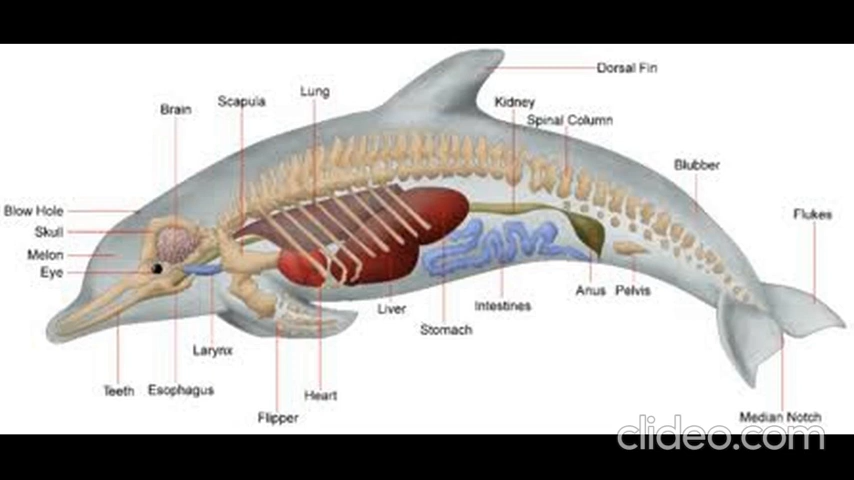 Dorsal Fin
Lung
Scapula
Brain
Kidney
Spinal Column
Blubber
Blow Hole
Flukes
Skull
Melon
Eye
Anus
Pelvis
Intestines
Liver
Stomach
Larynx
Teeth
Esophagus
Heart
Flipper
Median Notch
clideo.com